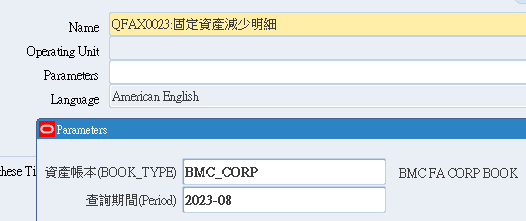 Name QFAX0023:固定資產減少明細
Operating Unit
Parameters
Language American English
Parameters
these Ti
資產帳本(BOOK_TYPE) BMC_CORP BMC FA CORP BOOK
查詢期間(Period) 2023-08